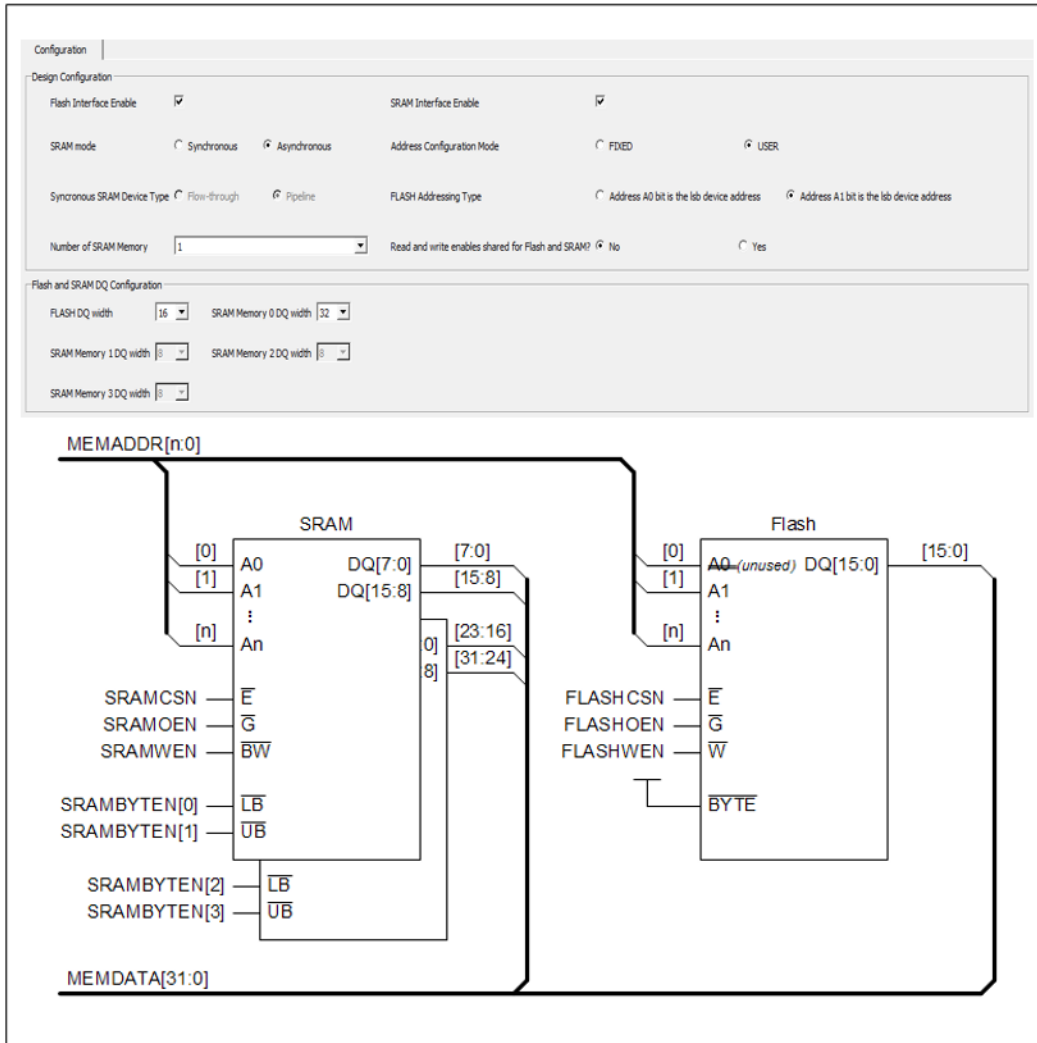 Configuration
Design Configuration
Flash Interface Enable SRAM Interface Enable
SRAM mode Synchronous Asynchronous Address Configuration Mode FIXED USER
Syncronous SRAM Device Type Flow-through Pipeline FLASH Addressing Type Address A0 bit is the lsb device address Address A1 bit is the lsb device address
Number of SRAM Memory 1 Read and write enables shared for Flash and SRAM? No Yes
Flash and SRAM DQ Configuration
FLASH DQ width 16 SRAM Memory 0 DQ width 32
SRAM Memory 1 DQ width 8 SRAM Memory 2 DQ width 8
SRAM Memory 3 DQ width 8
MEMADDR[n:0]
SRAM Flash
[0] A0 DQ[7:0] [7:0] [0] A0 (unused) DQ[15:0] [15:0]
[1] A1 DQ[15:8] [15:8] [1] A1
[n] An :0] [23:16] [n] An
:8] [31:24]
SRAMCSN E FLASHCSN E
SRAMOEN G FLASHOEN G
SRAMWEN BW FLASHWEN W
SRAMBYTEN[0] LB BYTE
SRAMBYTEN[1] UB
SRAMBYTEN[2] LB
SRAMBYTEN[3] UB
MEMDATA[31:0]